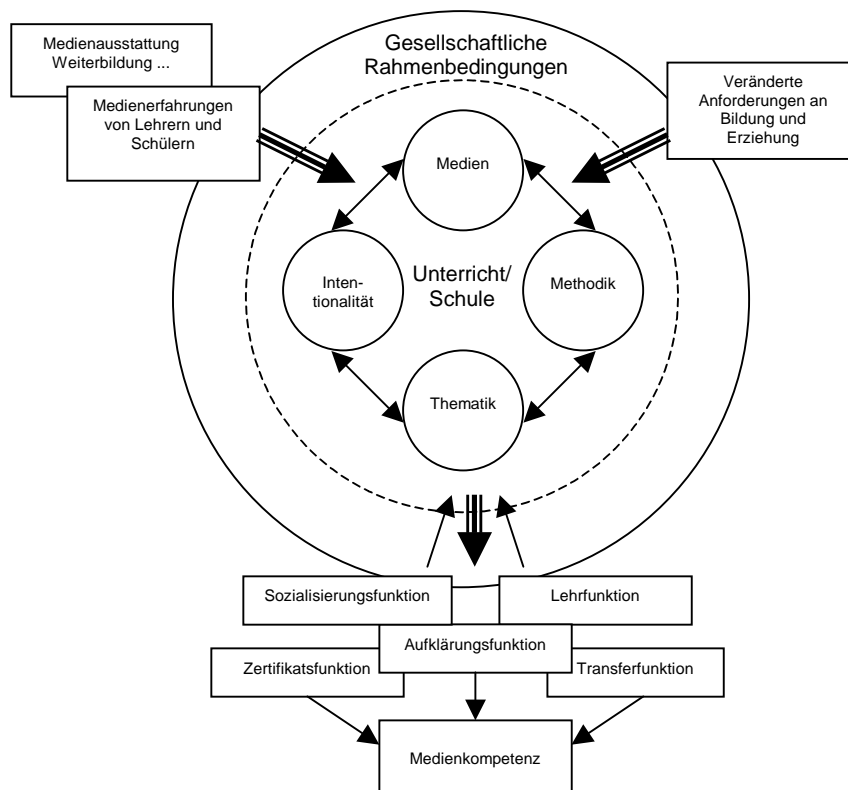 Medienausstattung
Weiterbildung ...
Medienerfahrungen
von Lehrern und
Schülern
Gesellschaftliche
Rahmenbedingungen
Veränderte
Anforderungen an
Bildung und
Erziehung
Medien
Inten-
tionalität
Unterricht/
Schule
Methodik
Thematik
Sozialisierungsfunktion
Lehrfunktion
Aufklärungsfunktion
Zertifikatsfunktion
Transferfunktion
Medienkompetenz